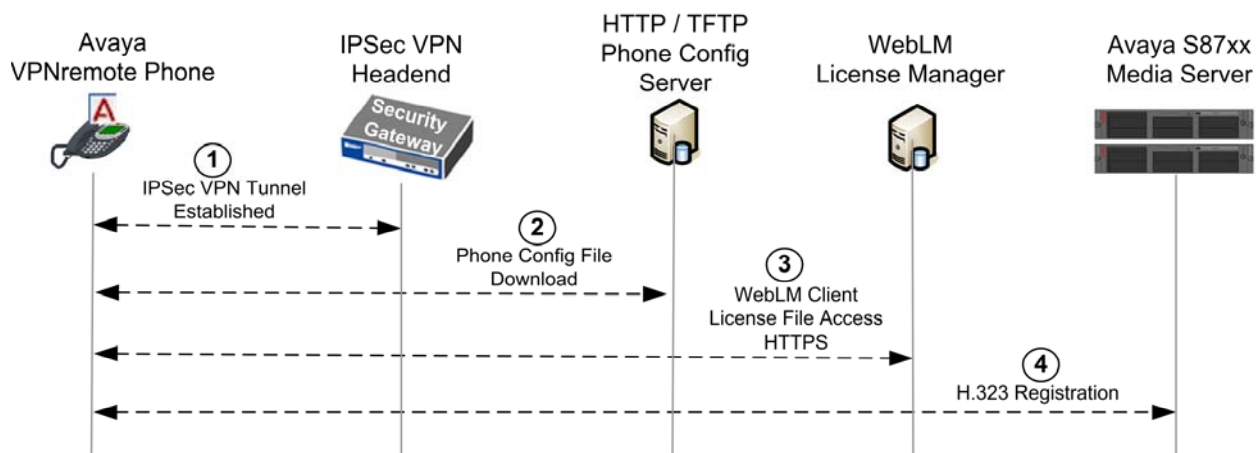 Avaya
VPNremote Phone
IPSec VPN
Headend
HTTP / TFTP
Phone Config
Server
WebLM
License Manager
Avaya S87xx
Media Server
A
Security
Gateway
1
IPSec VPN Tunnel
Established
2
Phone Config File
Download
3
WebLM Client
License File Access
HTTPS
4
H.323 Registration